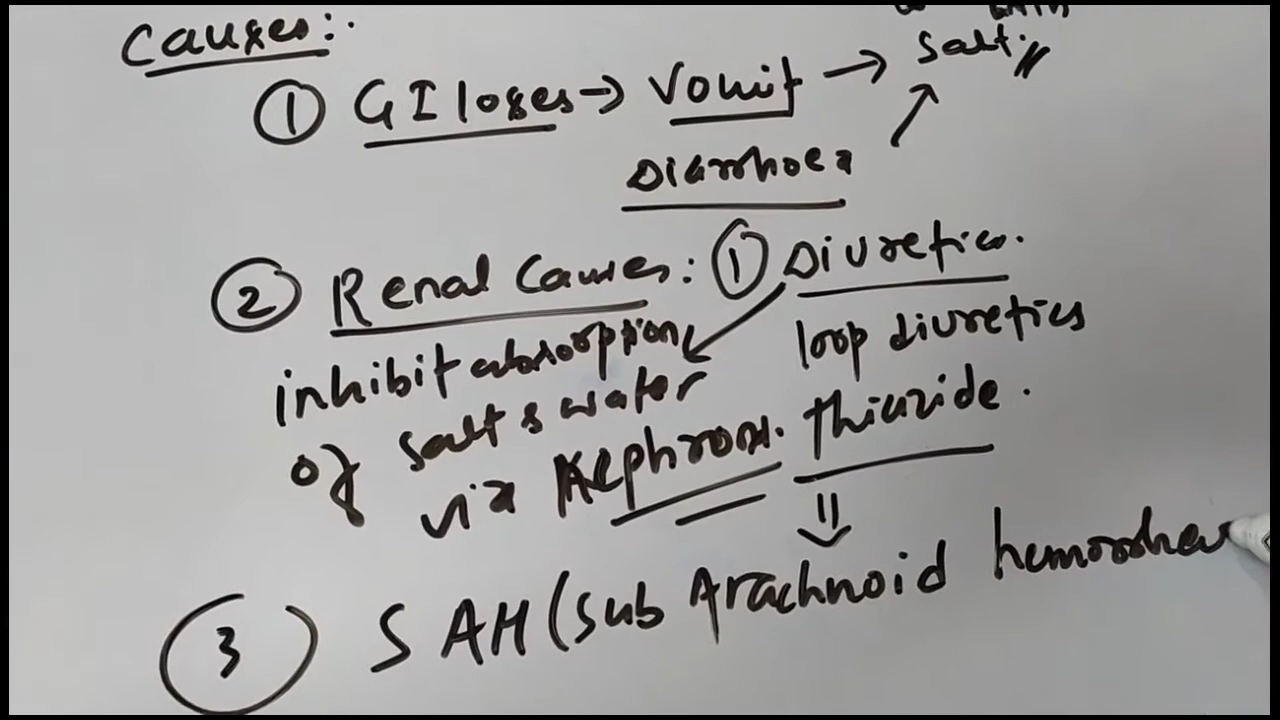 Causes:
① GI loses → Vomit → Salt.
Diarrhoea
② Renal Causes: ① Diuretics.
inhibit absorption
loop diuretics
of salt & water
thiazide.
via Nephron.
③ SAH (Sub Arachnoid hemorrhea